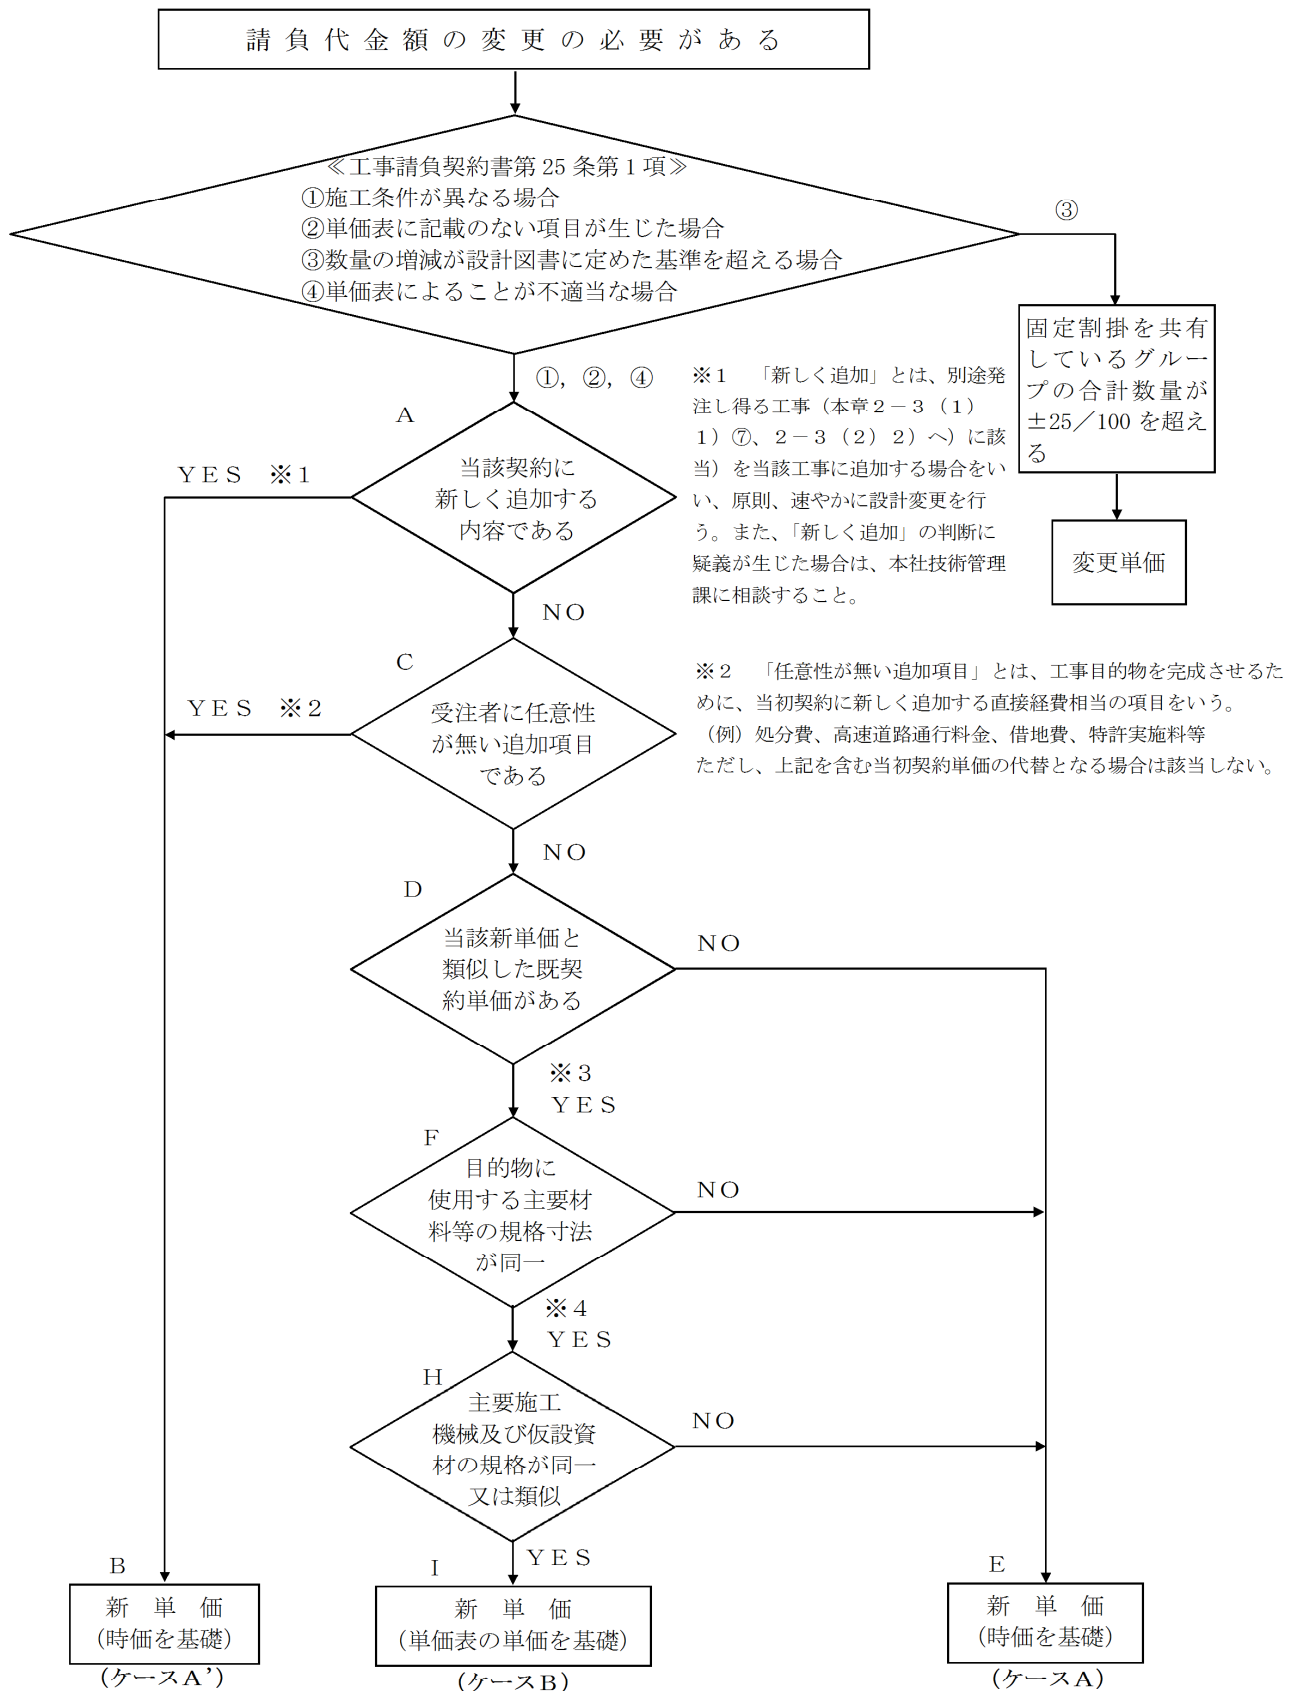 請負代金額の変更の必要がある
≪工事請負契約書第25条第1項≫
①施工条件が異なる場合
②単価表に記載のない項目が生じた場合
③数量の増減が設計図書に定めた基準を超える場合
④単価表によることが不適当な場合
③
固定割掛を共有
しているグルー
プの合計数量が
±25／100を超え
る
変更単価
①，②，④
※１　「新しく追加」とは、別途発
注し得る工事（本章２－３（１）
１）⑦、２－３（２）２）へ）に該
当）を当該工事に追加する場合をい
い、原則、速やかに設計変更を行
う。また、「新しく追加」の判断に
疑義が生じた場合は、本社技術管理
課に相談すること。
A
当該契約に
新しく追加する
内容である
ＹＥＳ　※１
ＮＯ
※２　「任意性が無い追加項目」とは、工事目的物を完成させるた
めに、当初契約に新しく追加する直接経費相当の項目をいう。
（例）処分費、高速道路通行料金、借地費、特許実施料等
ただし、上記を含む当初契約単価の代替となる場合は該当しない。
C
受注者に任意性
が無い追加項目
である
ＹＥＳ　※２
ＮＯ
D
当該新単価と
類似した既契
約単価がある
ＮＯ
※３
ＹＥＳ
F
目的物に
使用する主要材
料等の規格寸法
が同一
ＮＯ
※４
ＹＥＳ
H
主要施工
機械及び仮設資
材の規格が同一
又は類似
ＮＯ
ＹＥＳ
B
新　単　価
（時価を基礎）
（ケースA’）
I
新　単　価
（単価表の単価を基礎）
（ケースB）
E
新　単　価
（時価を基礎）
（ケースA）